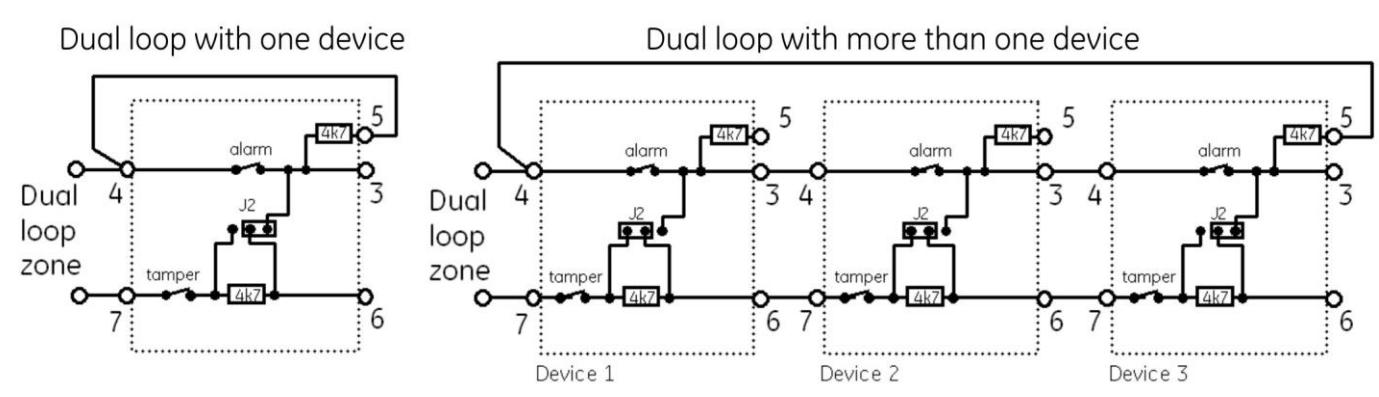 Dual loop with one device
Dual loop with more than one device
5
4k7
alarm
4
3
Dual
loop
zone
J2
tamper
4k7
7
6
5
4k7
alarm
4
3
Dual
loop
zone
J2
tamper
4k7
7
6
Device 1
5
4k7
alarm
4
3
J2
tamper
4k7
7
6
Device 2
5
4k7
alarm
4
3
J2
tamper
4k7
7
6
Device 3